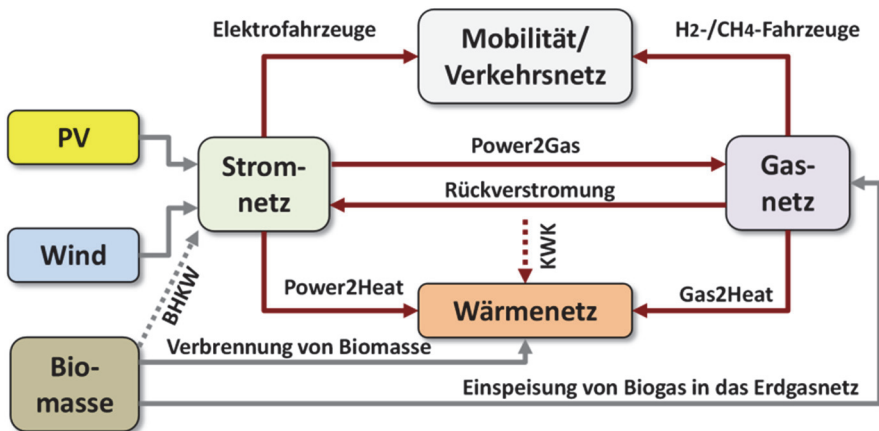 Elektrofahrzeuge
Mobilität/
Verkehrsnetz
H2-/CH4-Fahrzeuge
PV
Strom-
netz
Power2Gas
Gas-
netz
Rückverstromung
Wind
KWK
BHKW
Power2Heat
Wärmenetz
Gas2Heat
Verbrennung von Biomasse
Bio-
masse
Einspeisung von Biogas in das Erdgasnetz